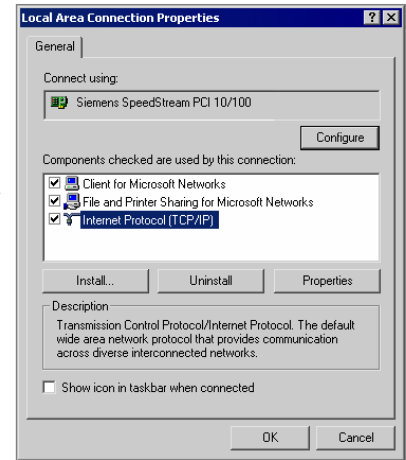 Local Area Connection Properties
General
Connect using:
Siemens SpeedStream PCI 10/100
Configure
Components checked are used by this connection:
Client for Microsoft Networks
File and Printer Sharing for Microsoft Networks
Internet Protocol (TCP/IP)
Install... Uninstall Properties
Description
Transmission Control Protocol/Internet Protocol. The default
wide area network protocol that provides communication
across diverse interconnected networks.
Show icon in taskbar when connected
OK Cancel